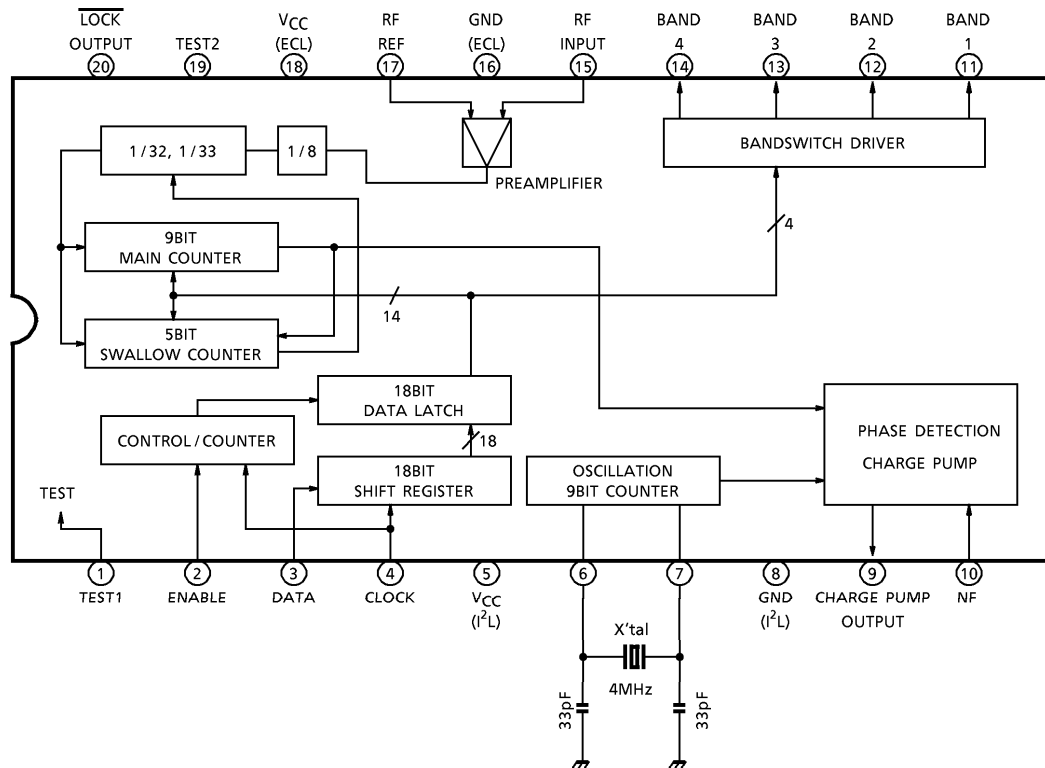 LOCK
OUTPUT
20
TEST2
19
VCC
(ECL)
18
RF
REF
17
GND
(ECL)
16
RF
INPUT
15
BAND
4
14
BAND
3
13
BAND
2
12
BAND
1
11
1/32, 1/33
1/8
PREAMPLIFIER
BANDSWITCH DRIVER
4
9BIT
MAIN COUNTER
14
5BIT
SWALLOW COUNTER
18BIT
DATA LATCH
18
CONTROL/COUNTER
18BIT
SHIFT REGISTER
OSCILLATION
9BIT COUNTER
PHASE DETECTION
CHARGE PUMP
TEST
1
TEST1
2
ENABLE
3
DATA
4
CLOCK
5
VCC
(I²L)
6
7
8
GND
(I²L)
9
CHARGE PUMP
OUTPUT
10
NF
X'tal
4MHz
33pF
33pF